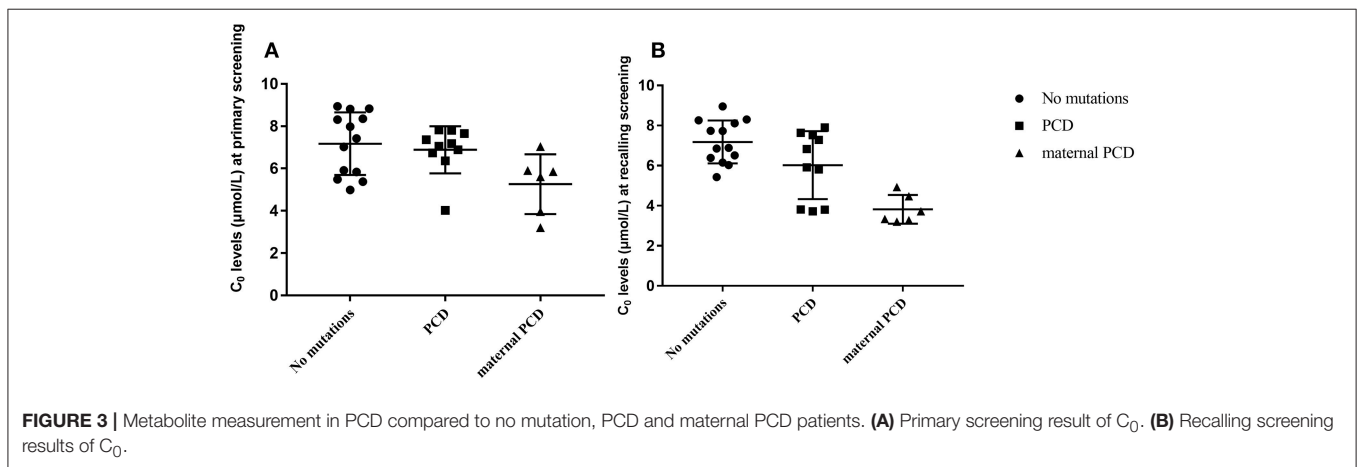 A
C₀ levels (μmol/L) at primary screening
10
8
6
4
2
0
No mutations
PCD
maternal PCD
B
C₀ levels (μmol/L) at recalling screening
10
8
6
4
2
0
No mutations
PCD
maternal PCD
No mutations
PCD
maternal PCD
FIGURE 3 | Metabolite measurement in PCD compared to no mutation, PCD and maternal PCD patients. (A) Primary screening result of C₀. (B) Recalling screening
results of C₀.